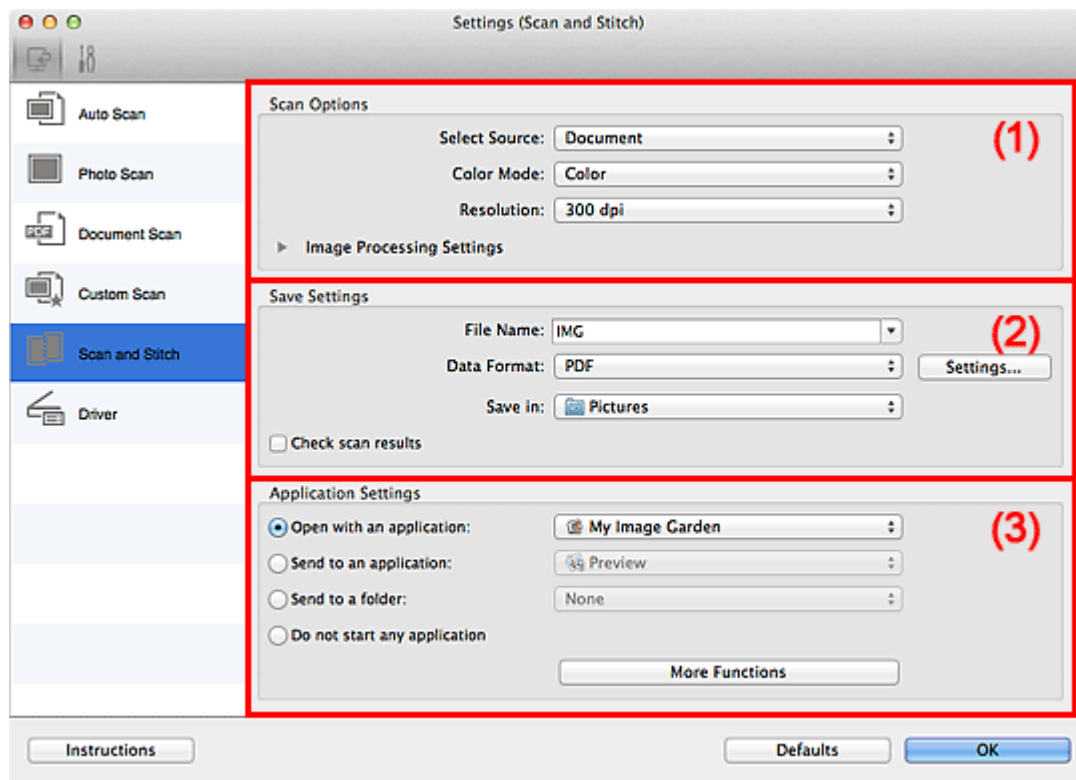 Settings (Scan and Stitch)
Auto Scan
Photo Scan
PDF
Document Scan
Custom Scan
Scan and Stitch
Driver
Scan Options
(1)
Select Source: Document
Color Mode: Color
Resolution: 300 dpi
Image Processing Settings
Save Settings
(2)
File Name: IMG
Data Format: PDF Settings...
Save in: Pictures
Check scan results
Application Settings
(3)
Open with an application: My Image Garden
Send to an application: Preview
Send to a folder: None
Do not start any application
More Functions
Instructions Defaults OK